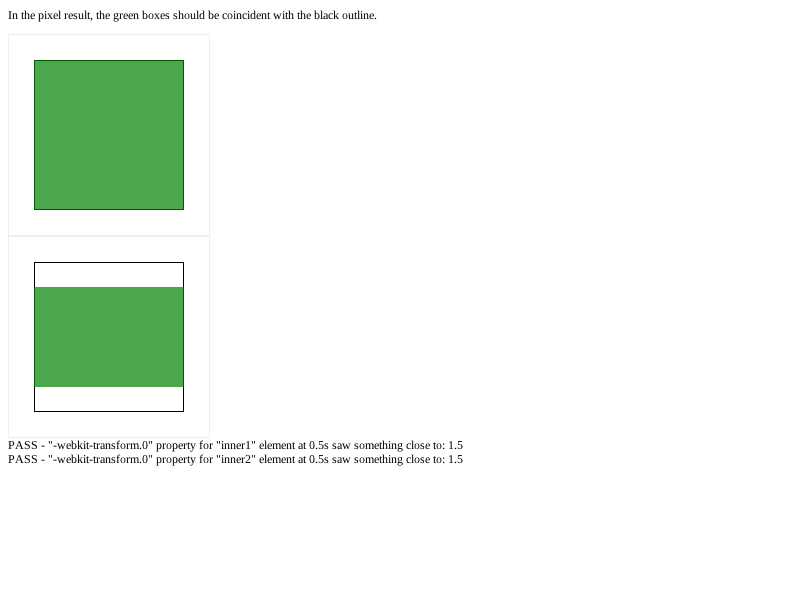 In the pixel result, the green boxes should be coincident with the black outline.
PASS - "-webkit-transform.0" property for "inner1" element at 0.5s saw something close to: 1.5
PASS - "-webkit-transform.0" property for "inner2" element at 0.5s saw something close to: 1.5